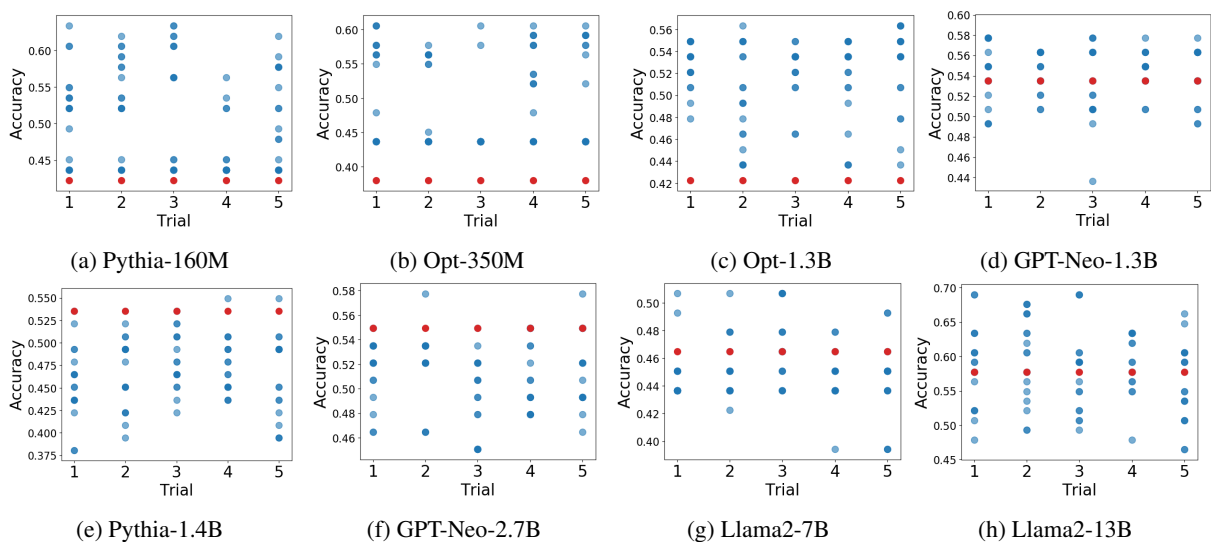 0.60
0.55
0.50
0.45
Accuracy
1 2 3 4 5
Trial
(a) Pythia-160M
0.60
0.55
0.50
0.45
0.40
Accuracy
1 2 3 4 5
Trial
(b) Opt-350M
0.56
0.54
0.52
0.50
0.48
0.46
0.44
0.42
Accuracy
1 2 3 4 5
Trial
(c) Opt-1.3B
0.60
0.58
0.56
0.54
0.52
0.50
0.48
0.46
0.44
Accuracy
1 2 3 4 5
Trial
(d) GPT-Neo-1.3B
0.550
0.525
0.500
0.475
0.450
0.425
0.400
0.375
Accuracy
1 2 3 4 5
Trial
(e) Pythia-1.4B
0.58
0.56
0.54
0.52
0.50
0.48
0.46
Accuracy
1 2 3 4 5
Trial
(f) GPT-Neo-2.7B
0.50
0.48
0.46
0.44
0.42
0.40
Accuracy
1 2 3 4 5
Trial
(g) Llama2-7B
0.70
0.65
0.60
0.55
0.50
0.45
Accuracy
1 2 3 4 5
Trial
(h) Llama2-13B